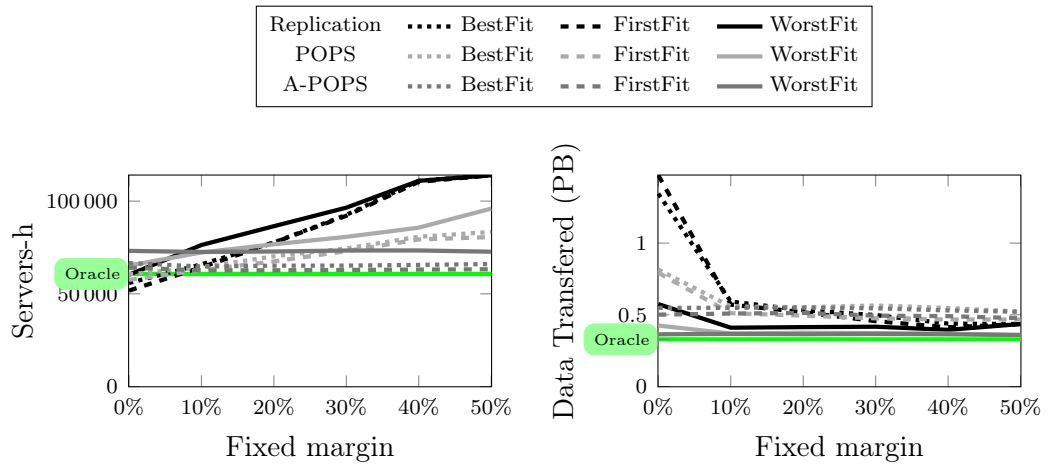 Replication BestFit FirstFit WorstFit
POPS BestFit FirstFit WorstFit
A-POPS BestFit FirstFit WorstFit
Servers-h
100 000
50 000
0
Oracle
0% 10% 20% 30% 40% 50%
Fixed margin
Data Transfered (PB)
1
0.5
0
Oracle
0% 10% 20% 30% 40% 50%
Fixed margin